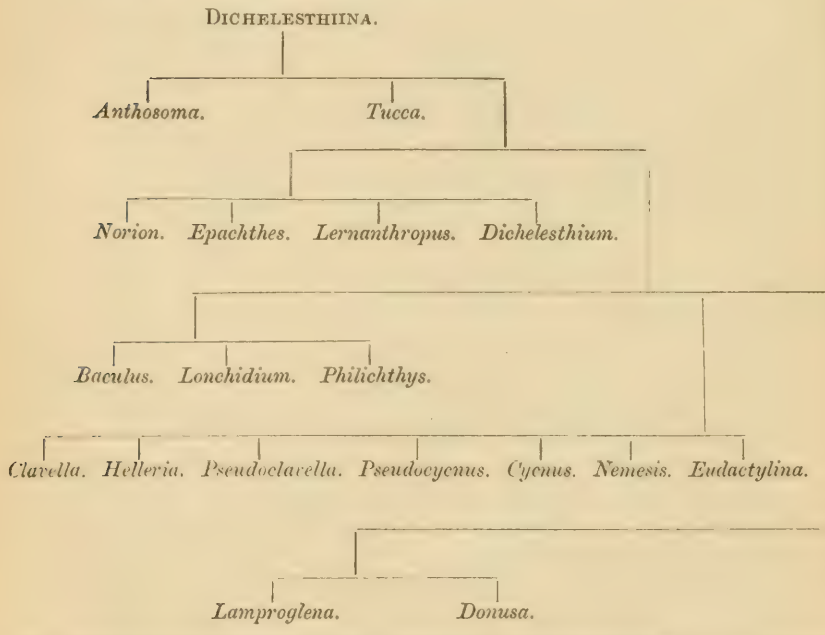 DICHELESTHIINA.
Anthosoma. Tucca.
Norion. Epachthes. Lernanthropus. Dichelesthium.
Baculus. Lonchidium. Philichthys.
Clavella. Helleria. Pseudoclavella. Pseudocycnus. Cycnus. Nemesis. Eudactylina.
Lamproglena. Donusa.